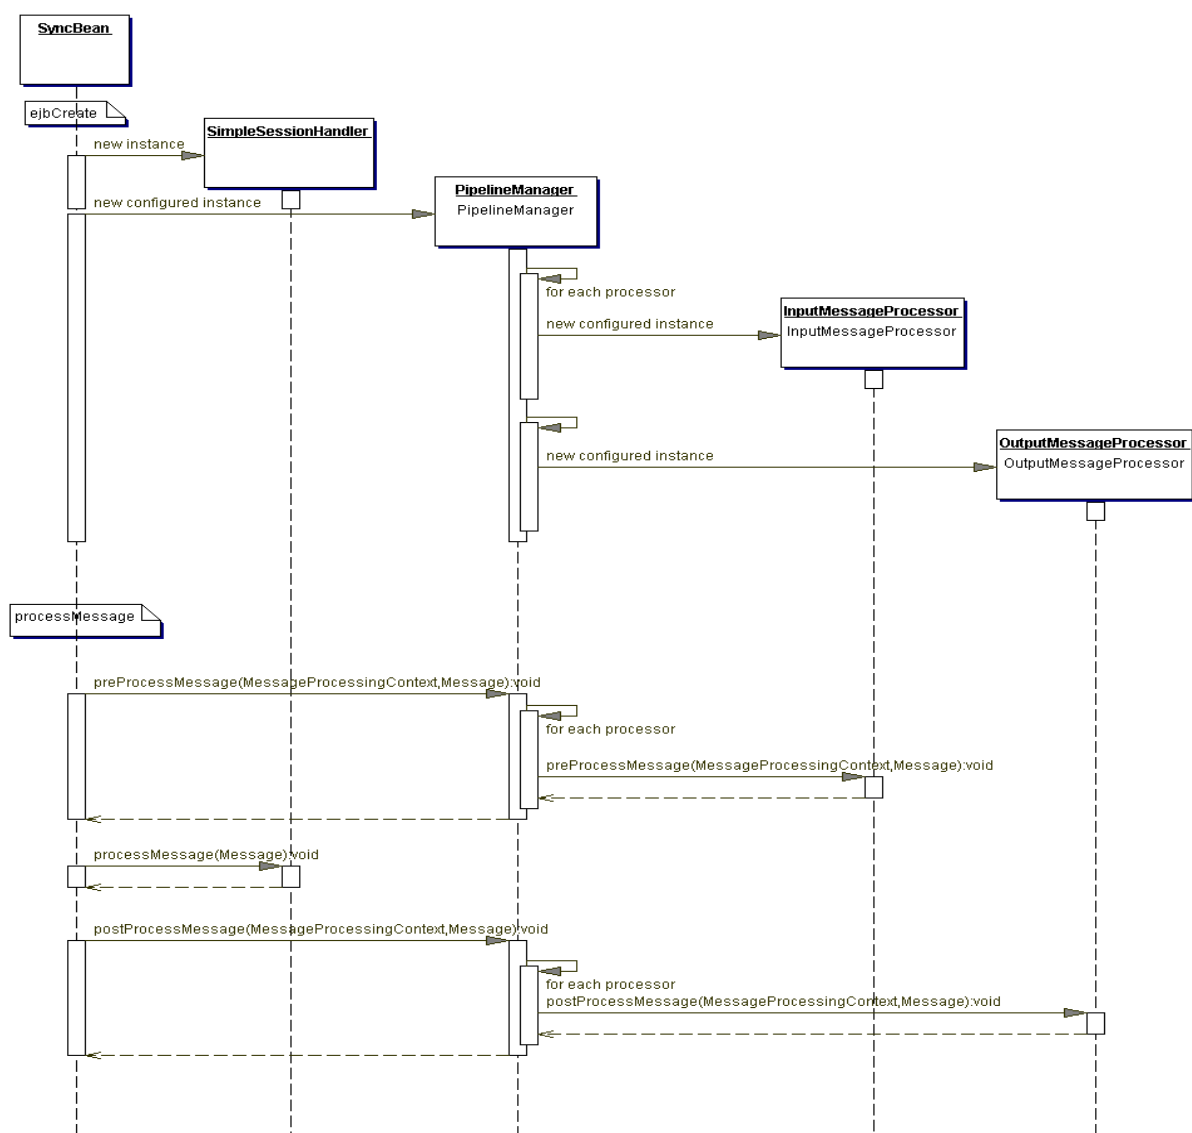 SyncBean
ejbCreate
SimpleSessionHandler
new instance
PipelineManager
PipelineManager
new configured instance
for each processor
InputMessageProcessor
InputMessageProcessor
new configured instance
OutputMessageProcessor
OutputMessageProcessor
new configured instance
processMessage
preProcessMessage(MessageProcessingContext,Message):void
for each processor
preProcessMessage(MessageProcessingContext,Message):void
processMessage(Message):void
postProcessMessage(MessageProcessingContext,Message):void
for each processor
postProcessMessage(MessageProcessingContext,Message):void